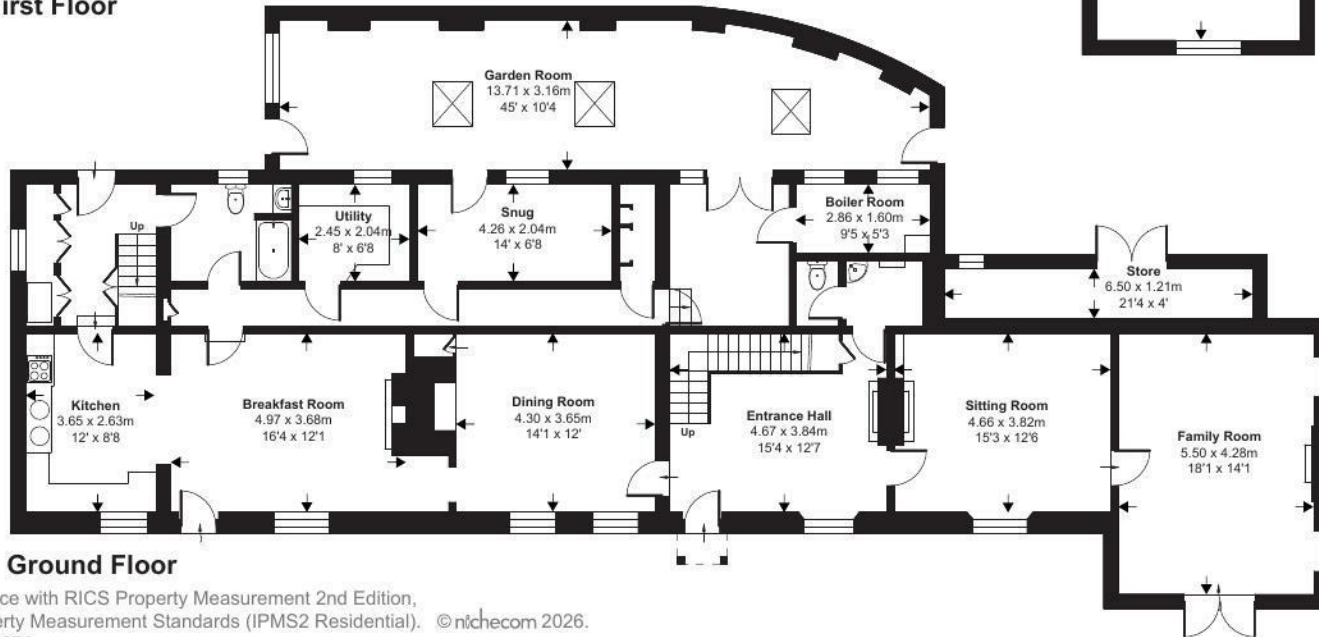 First Floor
Garden Room
13.71 x 3.16m
45' x 10'4
Up
Utility
2.45 x 2.04m
8' x 6'8
Snug
4.26 x 2.04m
14' x 6'8
Boiler Room
2.86 x 1.60m
9'5 x 5'3
Store
6.50 x 1.21m
21'4 x 4'
Kitchen
3.65 x 2.63m
12' x 8'8
Breakfast Room
4.97 x 3.68m
16'4 x 12'1
Dining Room
4.30 x 3.65m
14'1 x 12'
Up
Entrance Hall
4.67 x 3.84m
15'4 x 12'7
Sitting Room
4.66 x 3.82m
15'3 x 12'6
Family Room
5.50 x 4.28m
18'1 x 14'1
Ground Floor
ce with RICS Property Measurement 2nd Edition,
erty Measurement Standards (IPMS2 Residential). © nichecom 2026.